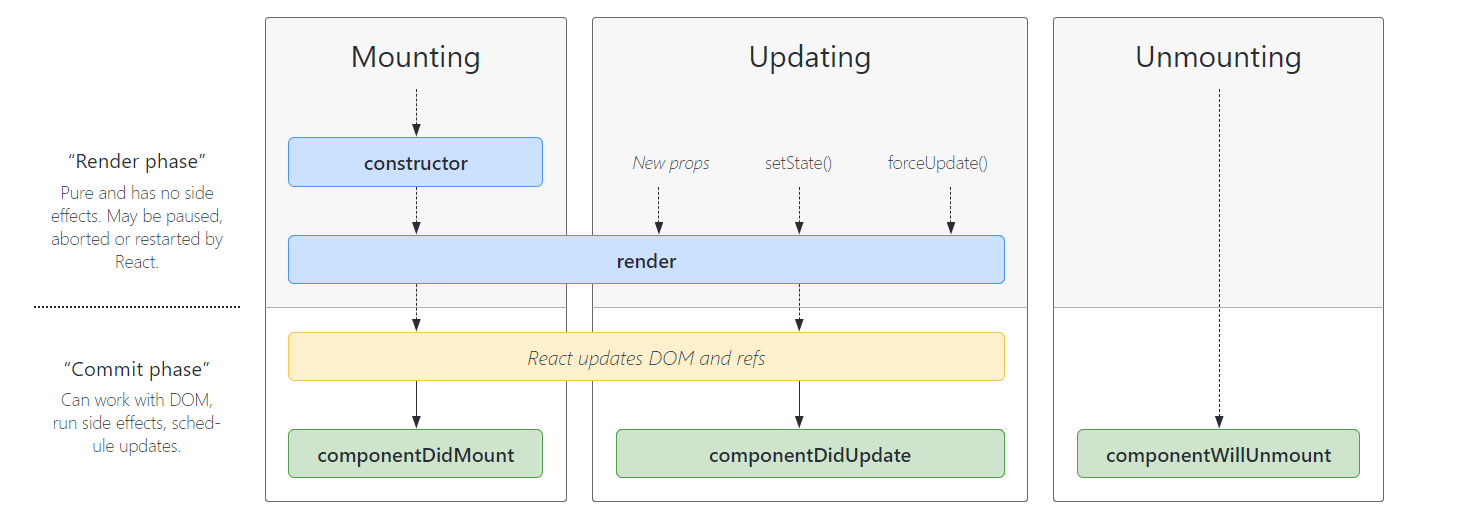 Mounting
Updating
Unmounting
“Render phase”
Pure and has no side
effects. May be paused,
aborted or restarted by
React.
constructor
New props
setState()
forceUpdate()
render
“Commit phase”
Can work with DOM,
run side effects, sched-
ule updates.
React updates DOM and refs
componentDidMount
componentDidUpdate
componentWillUnmount